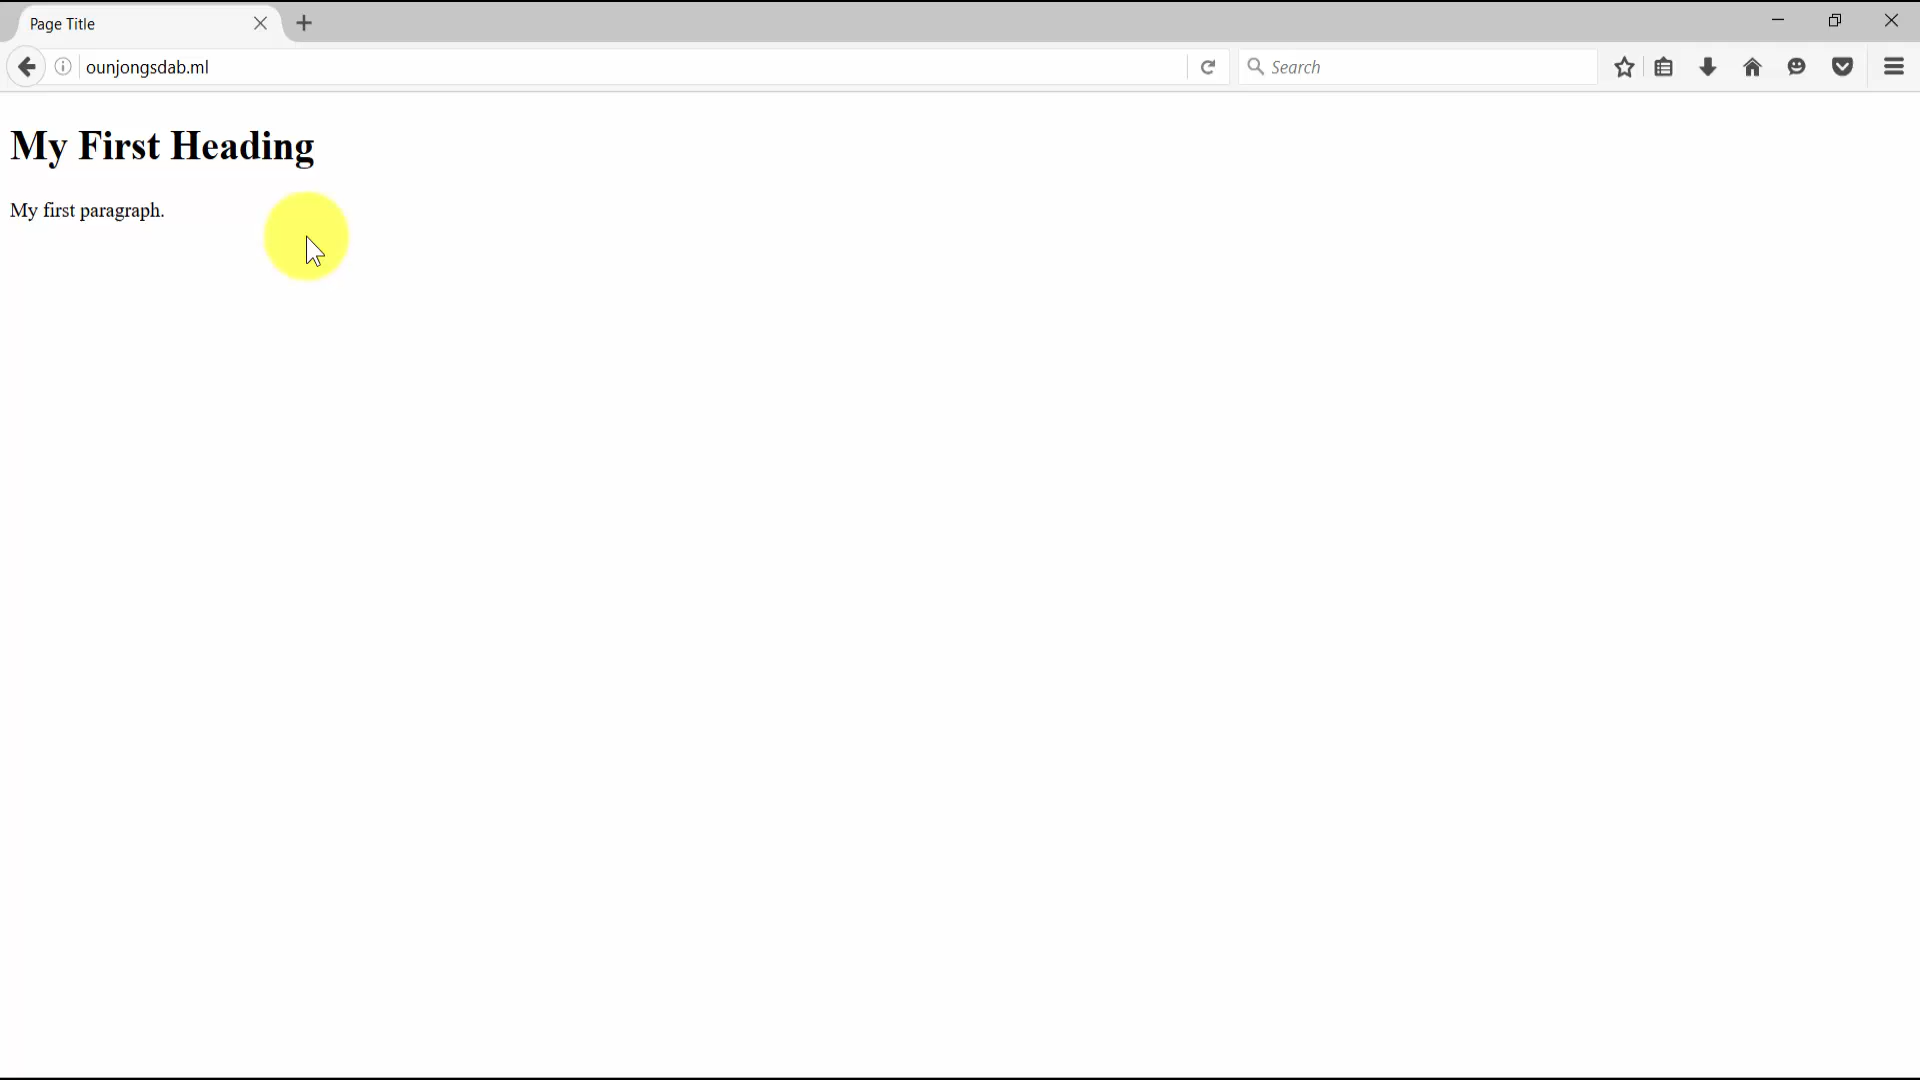 Page Title
ounjongsdab.ml
Search
My First Heading
My first paragraph.